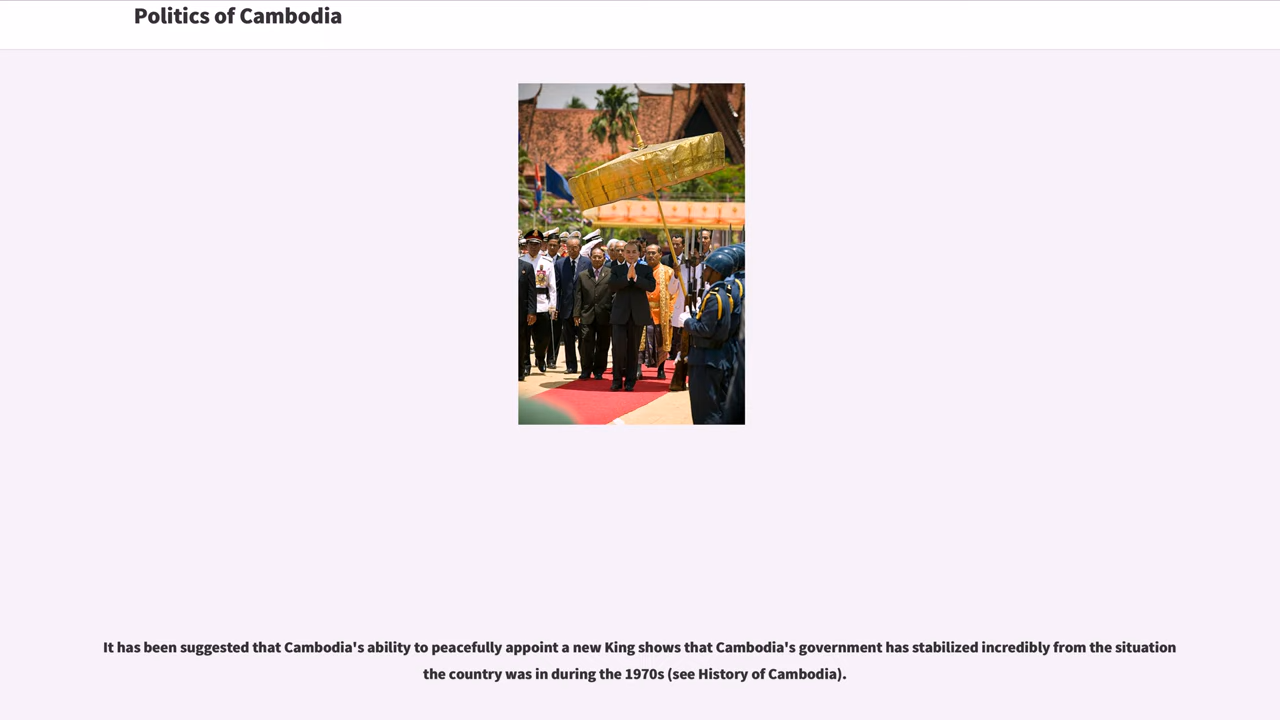 Politics of Cambodia
It has been suggested that Cambodia's ability to peacefully appoint a new King shows that Cambodia's government has stabilized incredibly from the situation
the country was in during the 1970s (see History of Cambodia).